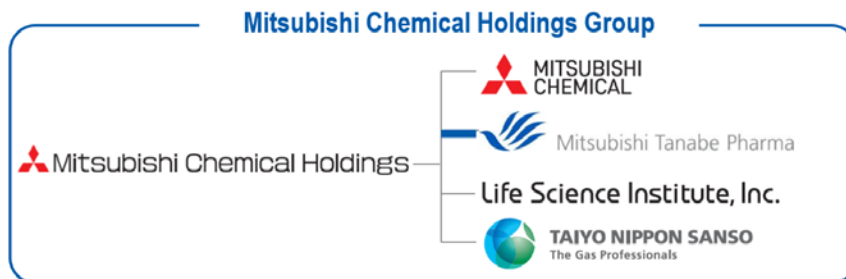 Mitsubishi Chemical Holdings Group
MITSUBISHI
CHEMICAL
Mitsubishi Tanabe Pharma
Mitsubishi Chemical Holdings
Life Science Institute, Inc.
TAIYO NIPPON SANSO
The Gas Professionals